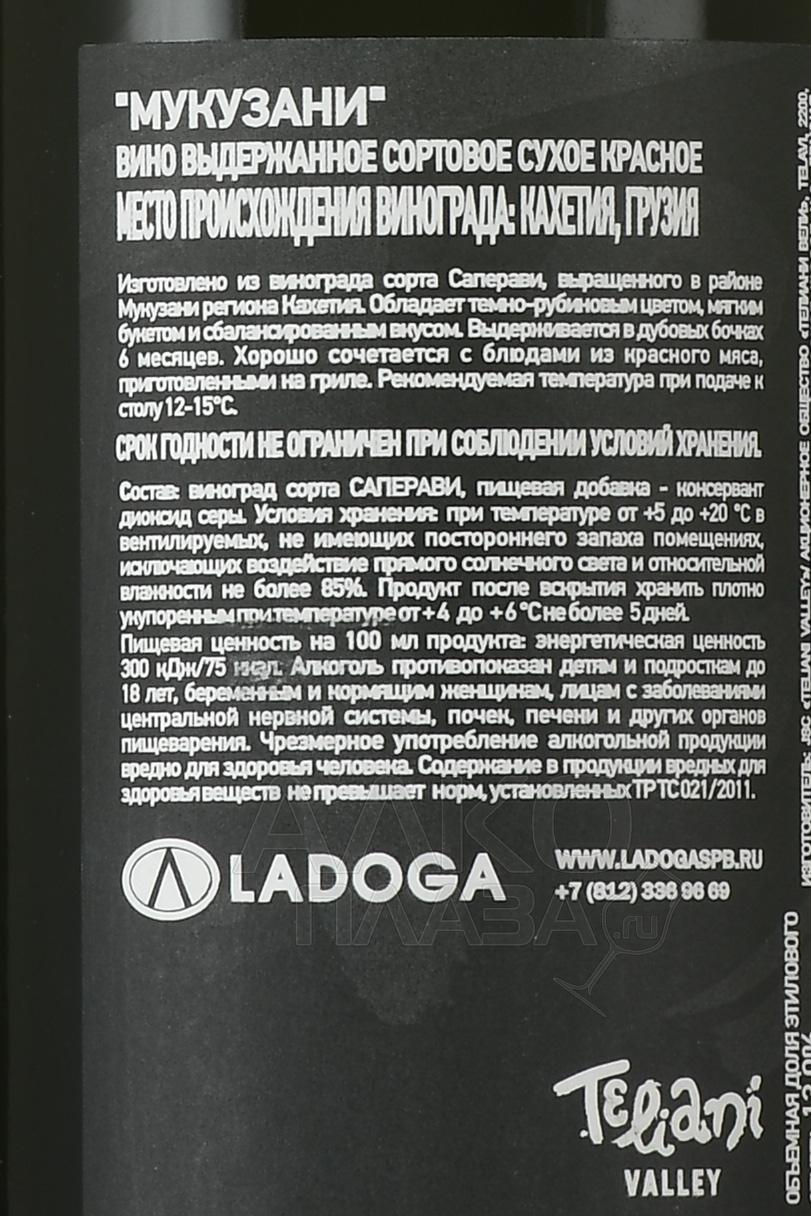 "МУКУЗАНИ"
ВИНО ВЫДЕРЖАННОЕ СОРТОВОЕ СУХОЕ КРАСНОЕ
МЕСТО ПРОИСХОЖДЕНИЯ ВИНОГРАДА: КАХЕТИЯ, ГРУЗИЯ
Изготовлено из винограда сорта Саперави, выращенного в районе
Мукузани региона Кахетия. Обладает темно-рубиновым цветом, мягким
букетом и сбалансированным вкусом. Выдерживается в дубовых бочках
6 месяцев. Хорошо сочетается с блюдами из красного мяса,
приготовленными на гриле. Рекомендуемая температура при подаче к
столу 12-15°С.
СРОК ГОДНОСТИ НЕ ОГРАНИЧЕН ПРИ СОБЛЮДЕНИИ УСЛОВИЙ ХРАНЕНИЯ.
Состав: виноград сорта САПЕРАВИ, пищевая добавка - консервант
диоксид серы. Условия хранения: при температуре от +5 до +20 °С в
вентилируемых, не имеющих постороннего запаха помещениях,
исключающих воздействие прямого солнечного света и относительной
влажности не более 85%. Продукт после вскрытия хранить плотно
укупоренным при температуре от + 4 до + 6 °С не более 5 дней.
Пищевая ценность на 100 мл продукта: энергетическая ценность
300 кДж/75 ккал. Алкоголь противопоказан детям и подросткам до
18 лет, беременным и кормящим женщинам, лицам с заболеваниями
центральной нервной системы, почек, печени и других органов
пищеварения. Чрезмерное употребление алкогольной продукции
вредно для здоровья человека. Содержание в продукции вредных для
здоровья веществ не превышает норм, установленных ТР ТС 021/2011.
LADOGA
WWW.LADOGASPB.RU
+7 (812) 336 96 69
АЛКО
ПЛАЗА
.ru
Teliani
VALLEY
ИЗГОТОВИТЕЛЬ: JSC «TELIANI VALLEY»/ АКЦИОНЕРНОЕ ОБЩЕСТВО «ТЕЛИАНИ ВЕЛИ», TELAVI, 2200,
ОБЪЕМНАЯ ДОЛЯ ЭТИЛОВОГО